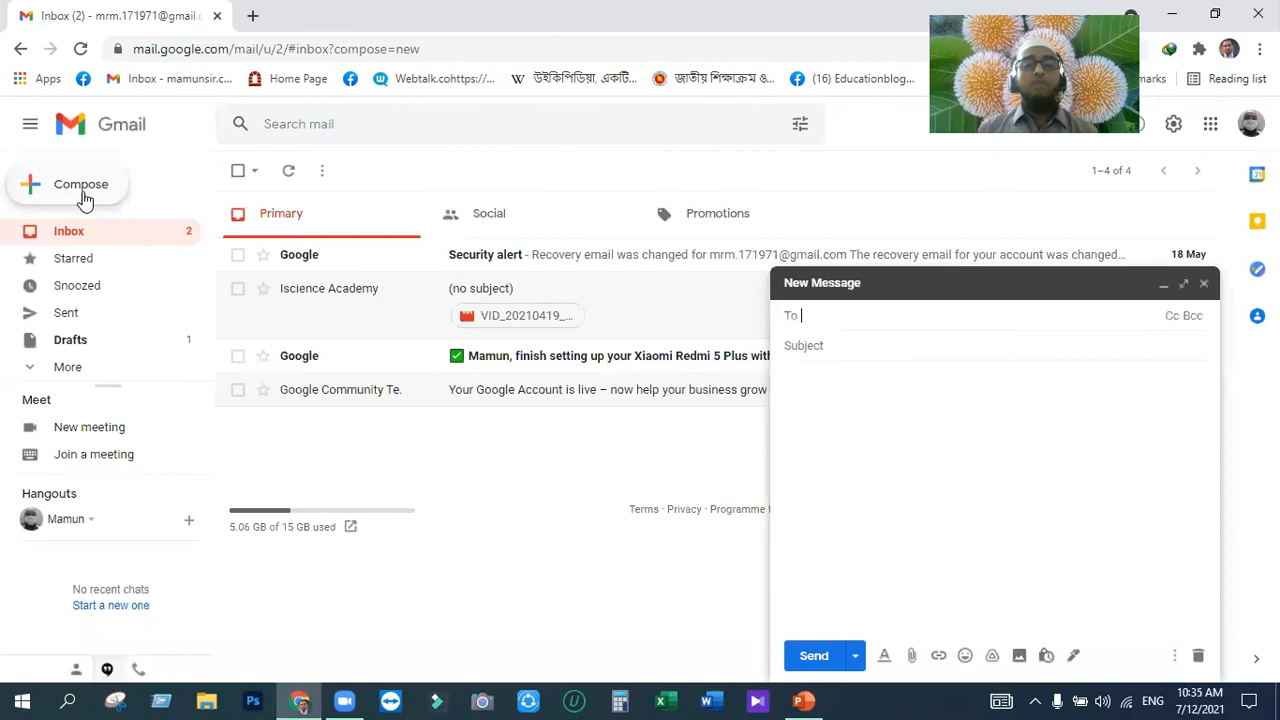 Inbox (2) - mrm.171971@gmail.c
mail.google.com/mail/u/2/#inbox?compose=new
Apps
Inbox - mamunsir.c...
Home Page
Webtalk.cohttps://...
উইকিপিডিয়া, একটি...
জাতীয় শিক্ষাক্রম ও...
(16) Educationblog...
marks
Reading list
Gmail
Search mail
Compose
1–4 of 4
Primary
Social
Promotions
Inbox 2
Starred
Snoozed
Sent
Drafts 1
More
Google Security alert - Recovery email was changed for mrm.171971@gmail.com The recovery email for your account was changed... 18 May
Iscience Academy (no subject)
VID_20210419_...
Google ✅ Mamun, finish setting up your Xiaomi Redmi 5 Plus with
Google Community Te. Your Google Account is live – now help your business grow
New Message
To
Cc Bcc
Subject
Meet
New meeting
Join a meeting
Hangouts
Mamun
5.06 GB of 15 GB used
Terms · Privacy · Programme
No recent chats
Start a new one
Send
Ps
ENG
10:35 AM
7/12/2021